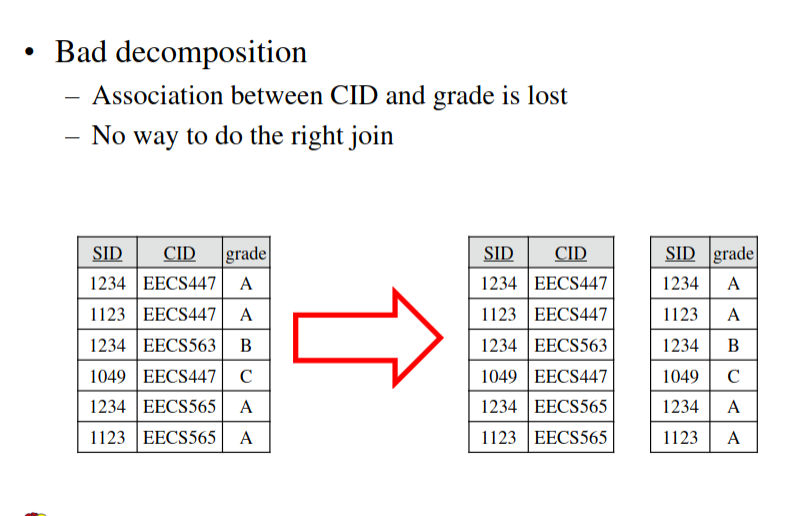 • Bad decomposition
– Association between CID and grade is lost
– No way to do the right join
SID CID grade
1234 EECS447 A
1123 EECS447 A
1234 EECS563 B
1049 EECS447 C
1234 EECS565 A
1123 EECS565 A
SID CID
1234 EECS447
1123 EECS447
1234 EECS563
1049 EECS447
1234 EECS565
1123 EECS565
SID grade
1234 A
1123 A
1234 B
1049 C
1234 A
1123 A